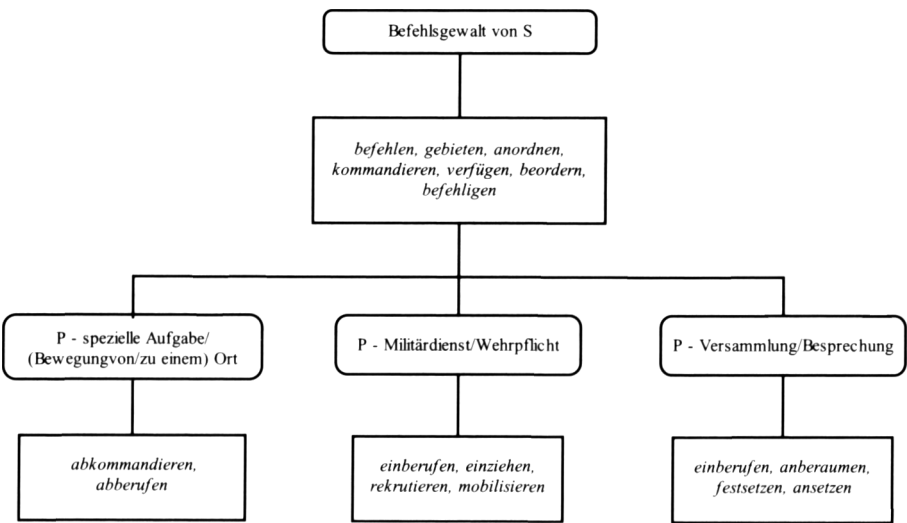 Befehlsgewalt von S
befehlen, gebieten, anordnen,
kommandieren, verfügen, beordern,
befehligen
P - spezielle Aufgabe/
(Bewegungvon/zu einem) Ort
P - Militärdienst/Wehrpflicht
P - Versammlung/Besprechung
abkommandieren,
abberufen
einberufen, einziehen,
rekrutieren, mobilisieren
einberufen, anberaumen,
festsetzen, ansetzen